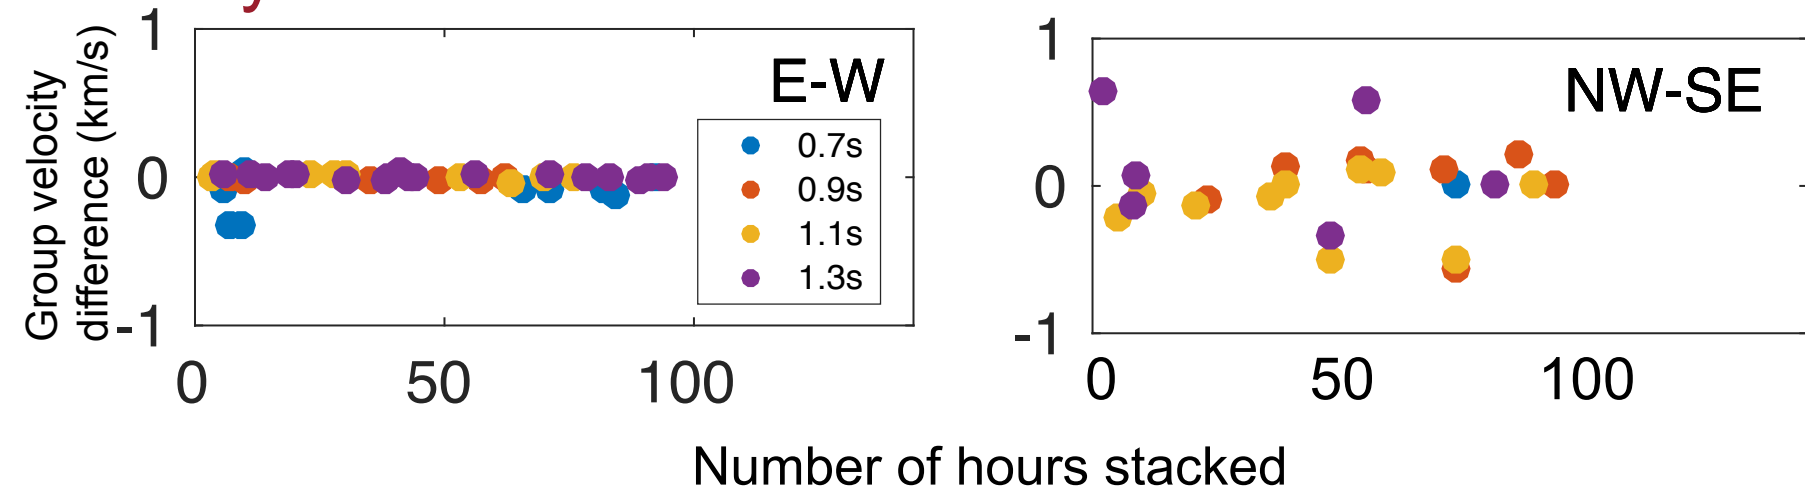 Group velocity
difference (km/s)
1
0
-1
E-W
0.7s
0.9s
1.1s
1.3s
0 50 100
1
0
-1
NW-SE
0 50 100
Number of hours stacked